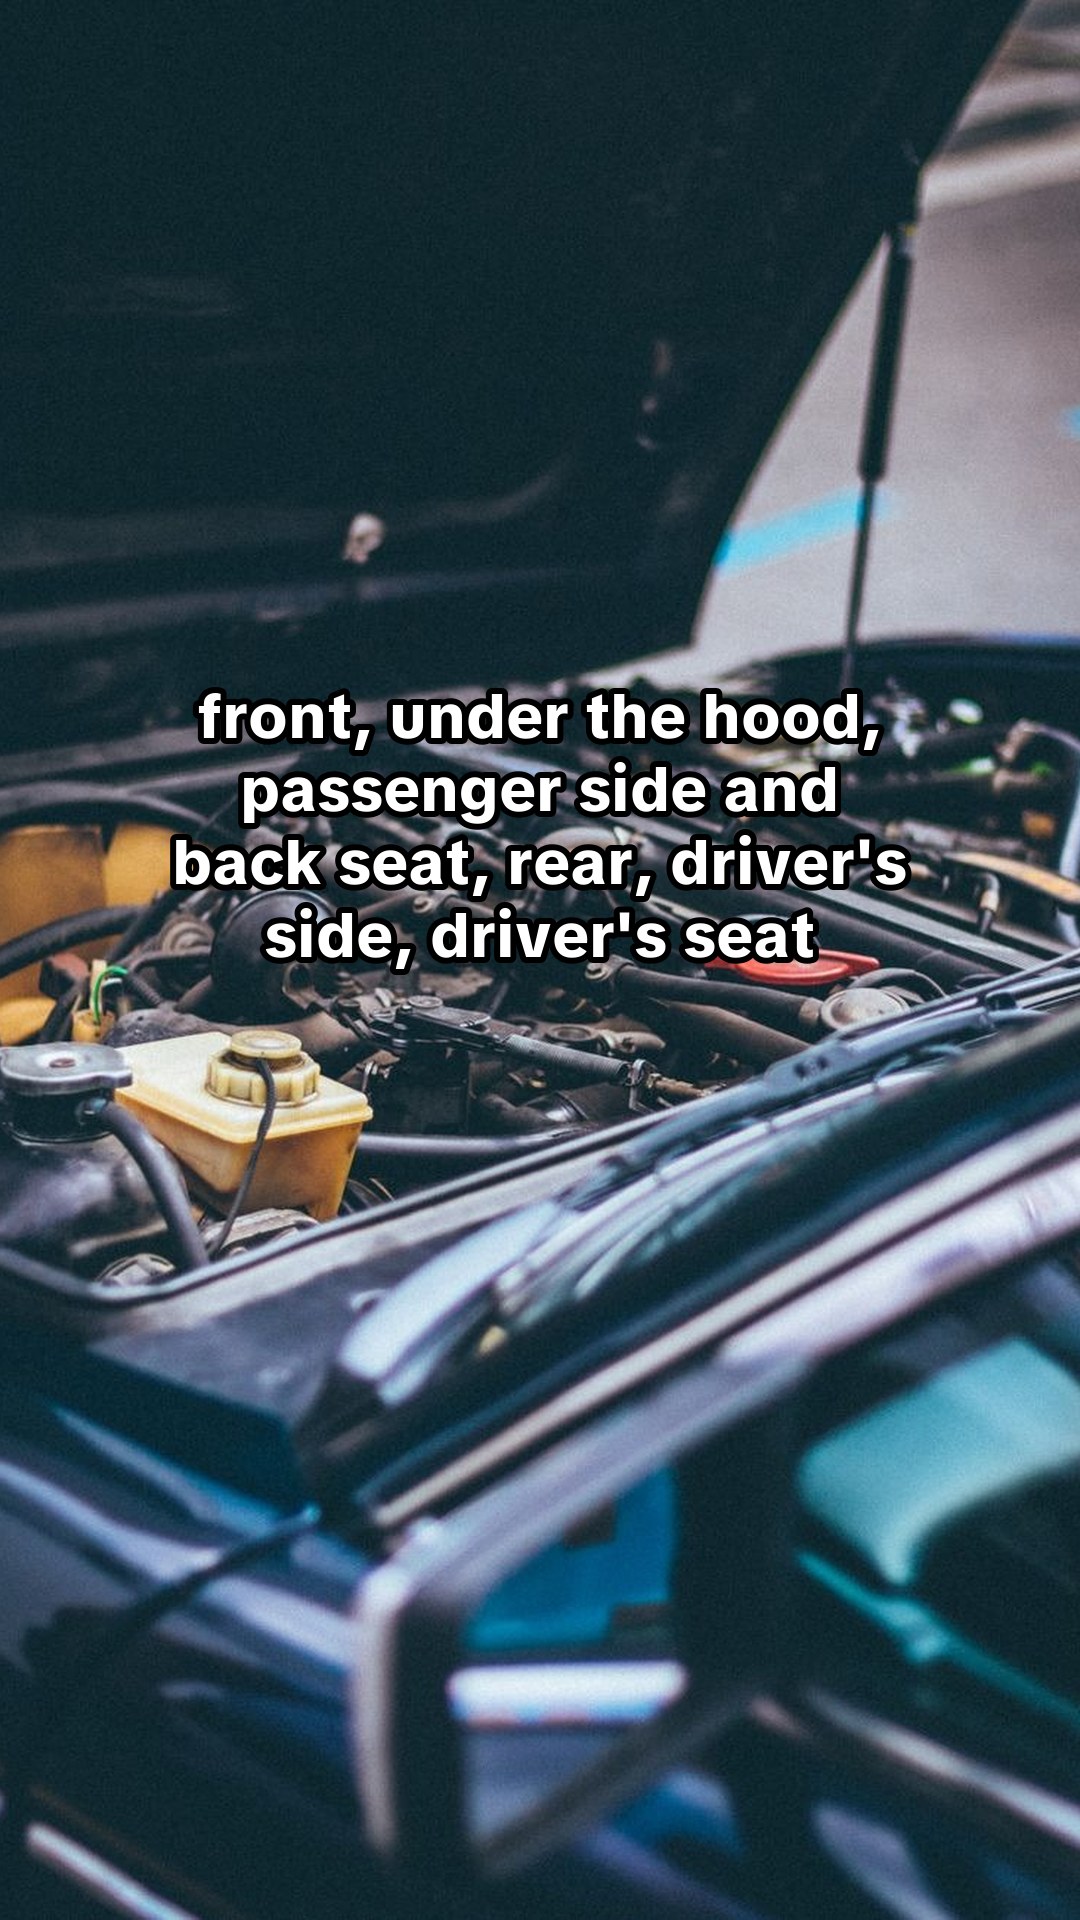 front, under the hood,
passenger side and
back seat, rear, driver's
side, driver's seat